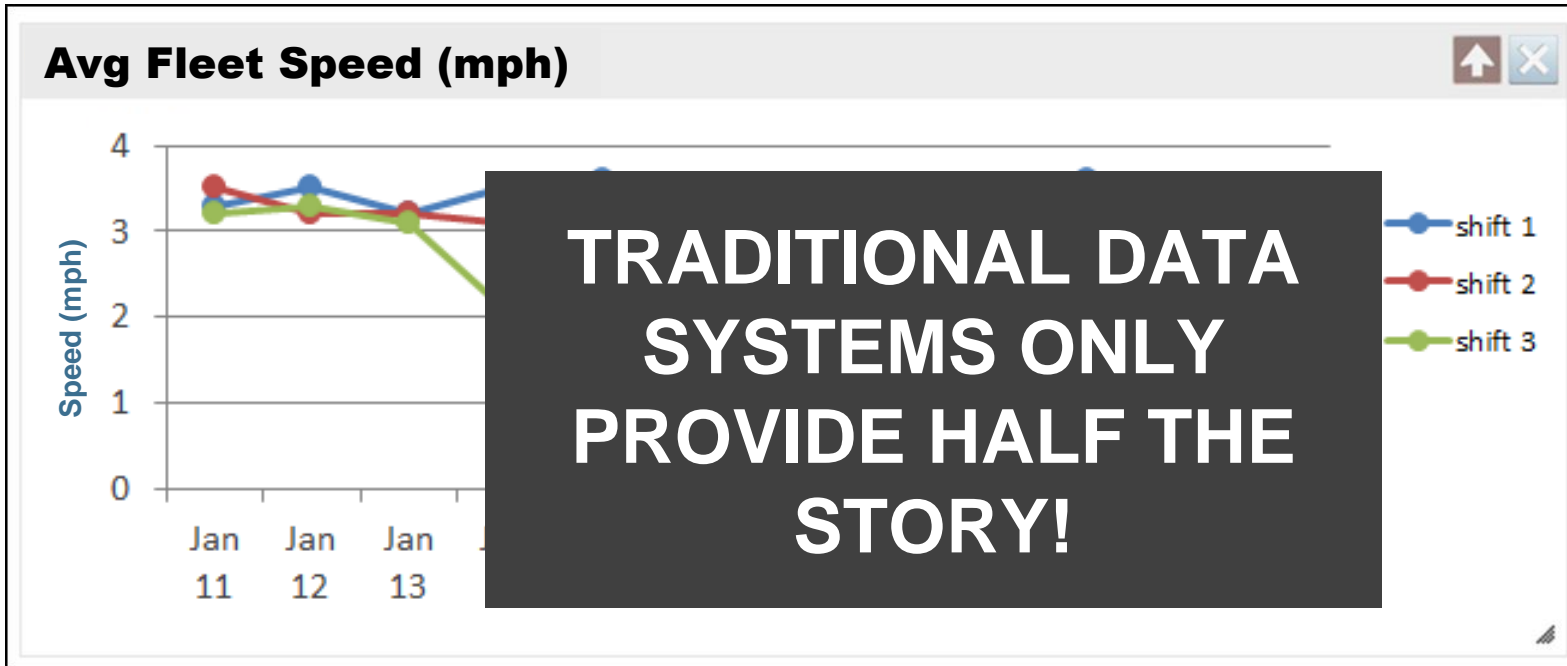 Avg Fleet Speed (mph)
4
3
2
1
0
Speed (mph)
Jan 11
Jan 12
Jan 13
shift 1
shift 2
shift 3
TRADITIONAL DATA
SYSTEMS ONLY
PROVIDE HALF THE
STORY!